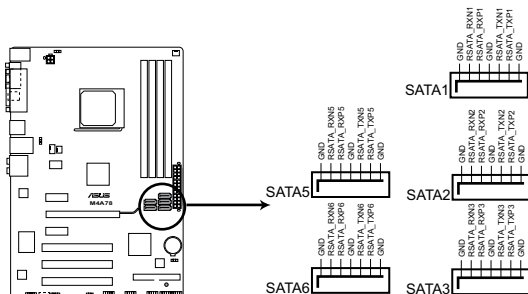 ASUS
M4A78
SATA1
GND
RSATA_RXN1
RSATA_RXP1
GND
RSATA_TXN1
RSATA_TXP1
GND
SATA5
GND
RSATA_RXN5
RSATA_RXP5
GND
RSATA_TXN5
RSATA_TXP5
GND
SATA2
GND
RSATA_RXN2
RSATA_RXP2
GND
RSATA_TXN2
RSATA_TXP2
GND
SATA6
GND
RSATA_RXN6
RSATA_RXP6
GND
RSATA_TXN6
RSATA_TXP6
GND
SATA3
GND
RSATA_RXN3
RSATA_RXP3
GND
RSATA_TXN3
RSATA_TXP3
GND